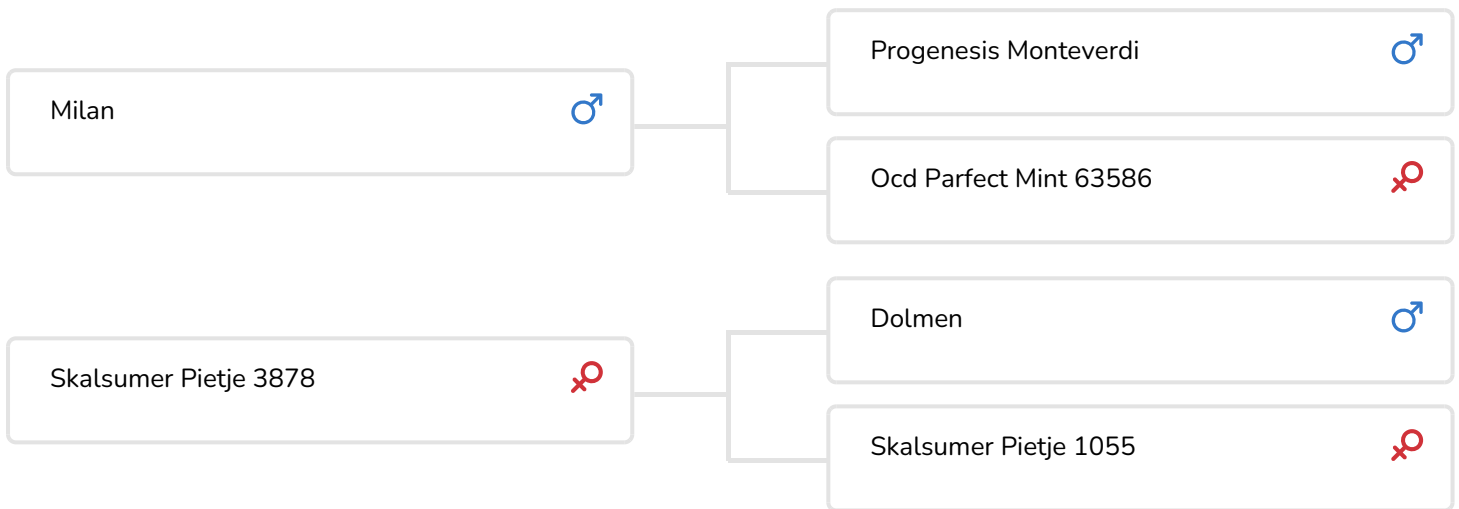 Progenesis Monteverdi
Milan
Ocd Parfect Mint 63586
Dolmen
Skalsumer Pietje 3878
Skalsumer Pietje 1055